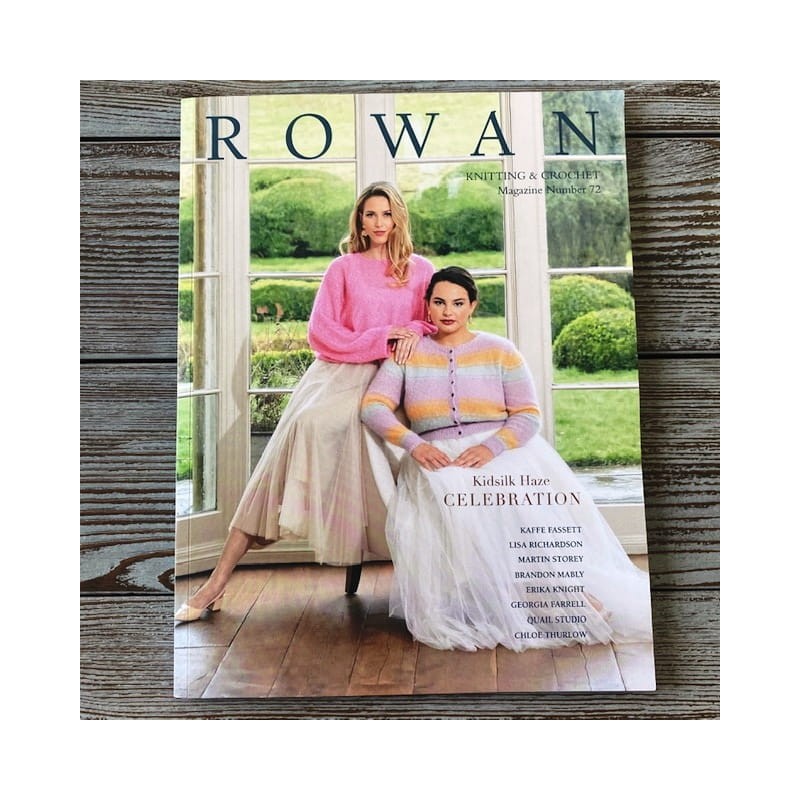 ROWAN
KNITTING & CROCHET
Magazine Number 72
Kidsilk Haze
CELEBRATION
KAFFE FASSETT
LISA RICHARDSON
MARTIN STOREY
BRANDON MABLY
ERIKA KNIGHT
GEORGIA FARRELL
QUAIL STUDIO
CHLOE THURLOW